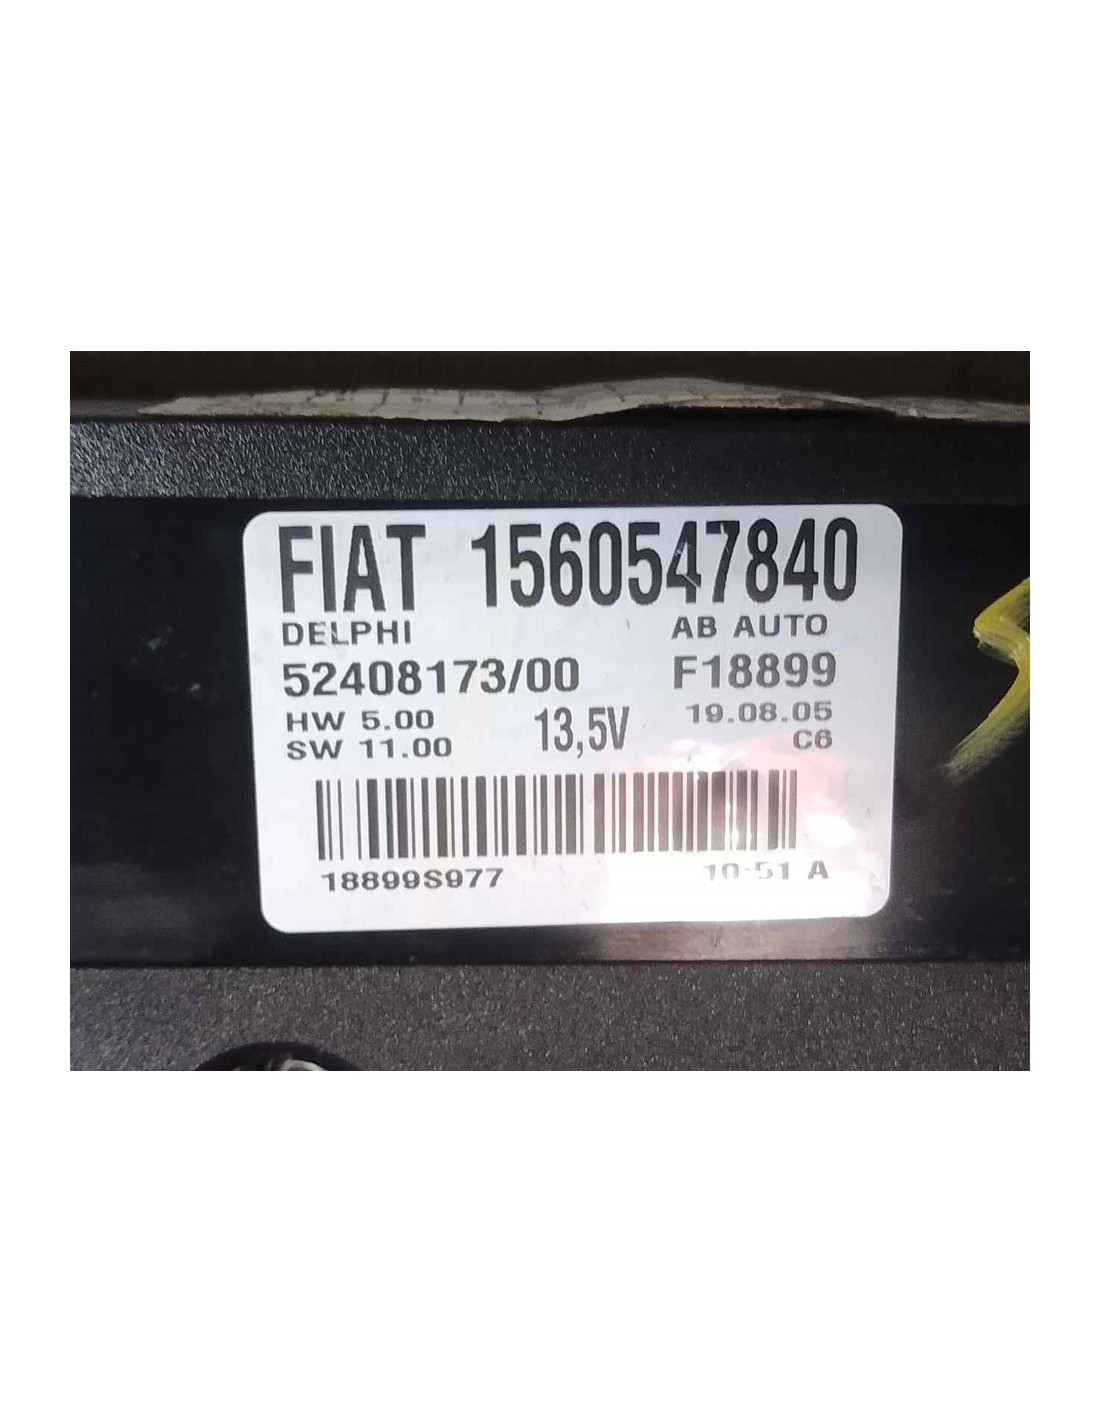 FIAT 1560547840
DELPHI AB AUTO
52408173/00 F18899
HW 5.00 13,5V 19.08.05
SW 11.00 C6
18899S977 10-51 A